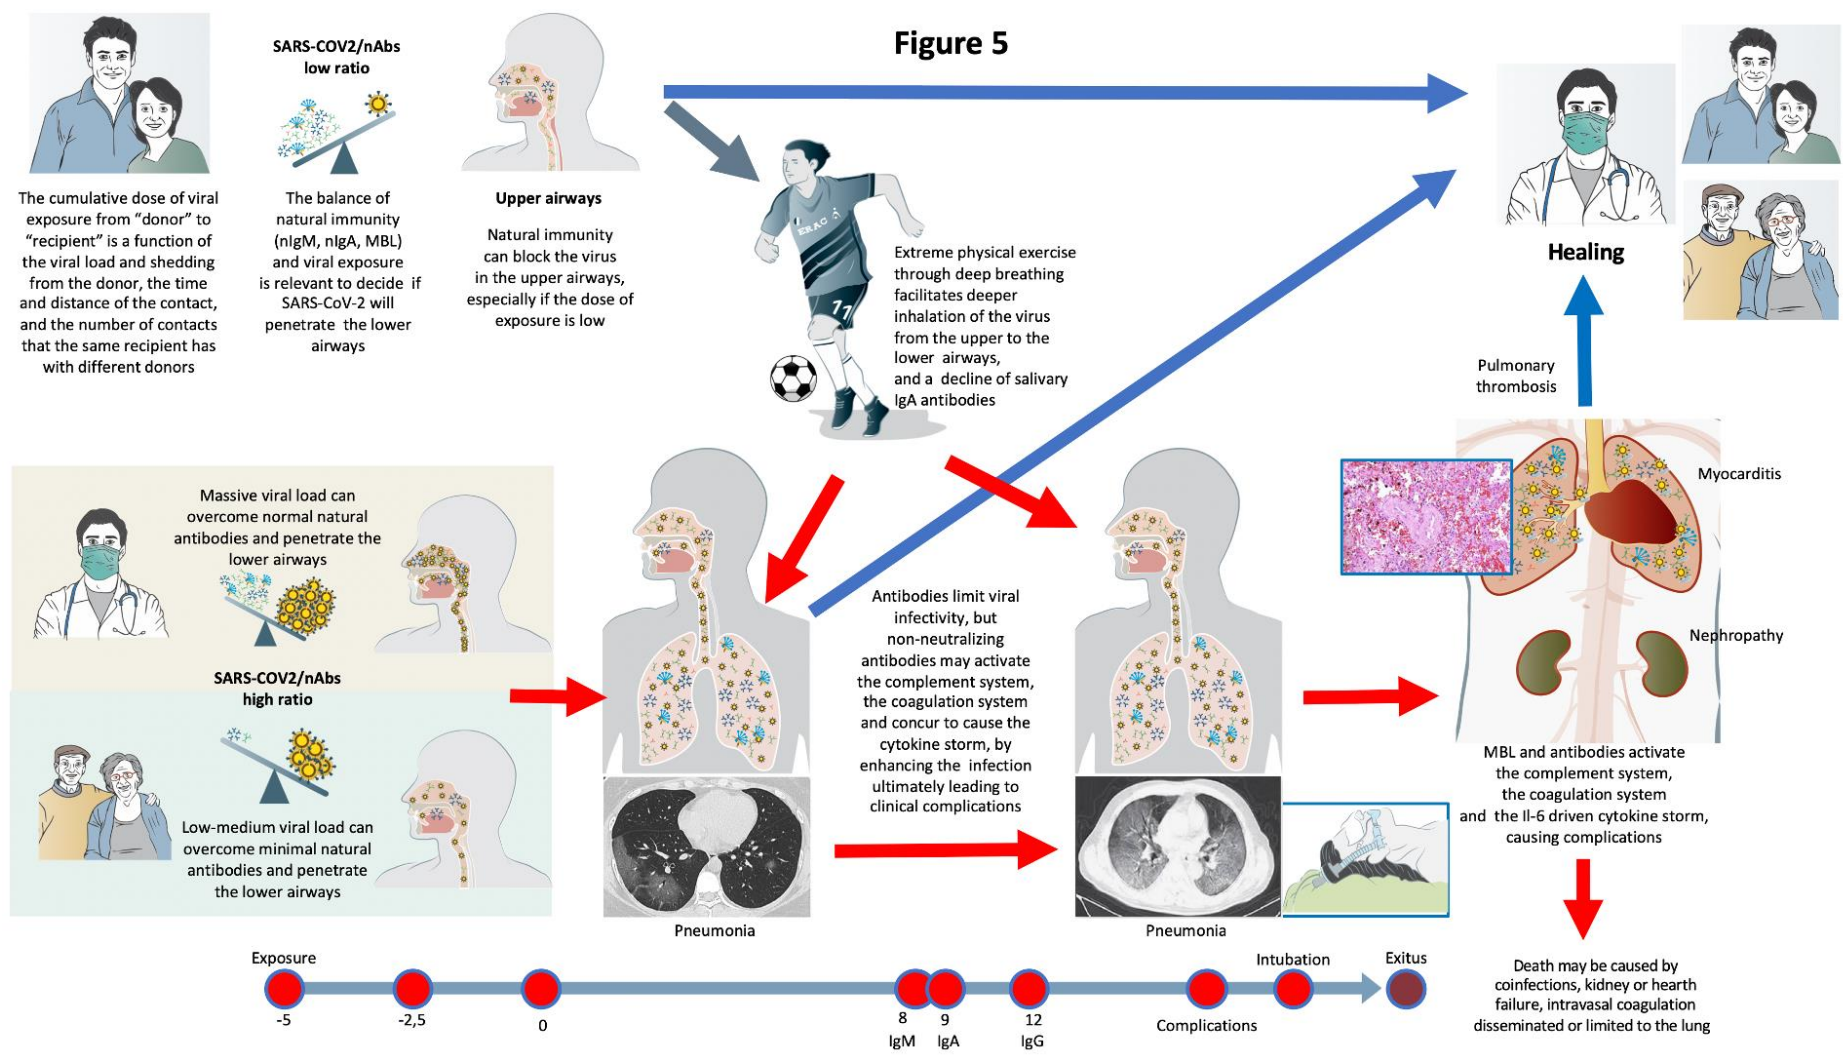 Figure 5
The cumulative dose of viral
exposure from “donor” to
“recipient” is a function of
the viral load and shedding
from the donor, the time
and distance of the contact,
and the number of contacts
that the same recipient has
with different donors
SARS-COV2/nAbs
low ratio
The balance of
natural immunity
(nIgM, nIgA, MBL)
and viral exposure
is relevant to decide if
SARS-CoV-2 will
penetrate the lower
airways
Upper airways
Natural immunity
can block the virus
in the upper airways,
especially if the dose of
exposure is low
ERAC
11
Extreme physical exercise
through deep breathing
facilitates deeper
inhalation of the virus
from the upper to the
lower airways,
and a decline of salivary
IgA antibodies
Healing
Pulmonary
thrombosis
Myocarditis
Nephropathy
Massive viral load can
overcome normal natural
antibodies and penetrate the
lower airways
SARS-COV2/nAbs
high ratio
Low-medium viral load can
overcome minimal natural
antibodies and penetrate
the lower airways
Pneumonia
Antibodies limit viral
infectivity, but
non-neutralizing
antibodies may activate
the complement system,
the coagulation system
and concur to cause the
cytokine storm, by
enhancing the infection
ultimately leading to
clinical complications
Pneumonia
MBL and antibodies activate
the complement system,
the coagulation system
and the Il-6 driven cytokine storm,
causing complications
Death may be caused by
coinfections, kidney or hearth
failure, intravasal coagulation
disseminated or limited to the lung
Exposure
Intubation
Exitus
-5
-2,5
0
8
9
12
Complications
IgM
IgA
IgG